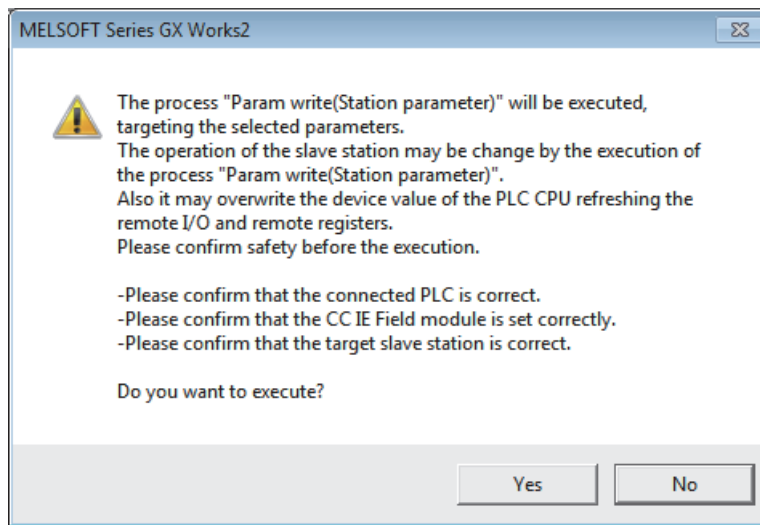 MELSOFT Series GX Works2
The process "Param write(Station parameter)" will be executed,
targeting the selected parameters.
The operation of the slave station may be change by the execution of
the process "Param write(Station parameter)".
Also it may overwrite the device value of the PLC CPU refreshing the
remote I/O and remote registers.
Please confirm safety before the execution.
-Please confirm that the connected PLC is correct.
-Please confirm that the CC IE Field module is set correctly.
-Please confirm that the target slave station is correct.
Do you want to execute?
Yes
No